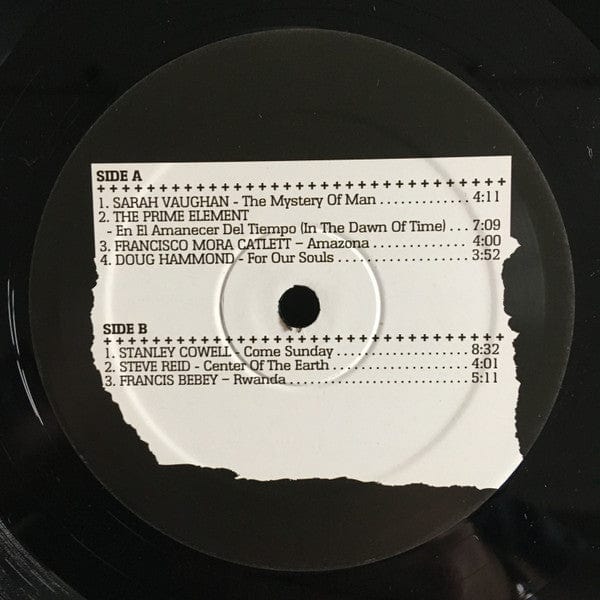 SIDE A
1. SARAH VAUGHAN - The Mystery Of Man . . . . . . . . . . . . . 4:11
2. THE PRIME ELEMENT
- En El Amanecer Del Tiempo (In The Dawn Of Time) . . . 7:09
3. FRANCISCO MORA CATLETT – Amazona . . . . . . . . . . 4:00
4. DOUG HAMMOND - For Our Souls . . . . . . . . . . . . . . . . . . 3:52
SIDE B
1. STANLEY COWELL - Come Sunday . . . . . . . . . . . . . . . . . . 8:32
2. STEVE REID - Center Of The Earth . . . . . . . . . . . . . . . . . . . 4:01
3. FRANCIS BEBEY – Rwanda . . . . . . . . . . . . . . . . . . . . . . . . . 5:11